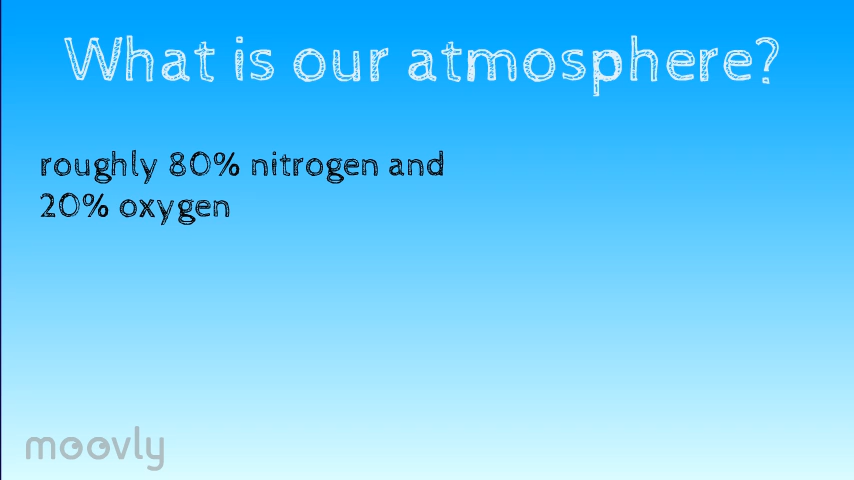 What is our atmosphere?
roughly 80% nitrogen and
20% oxygen
moovly